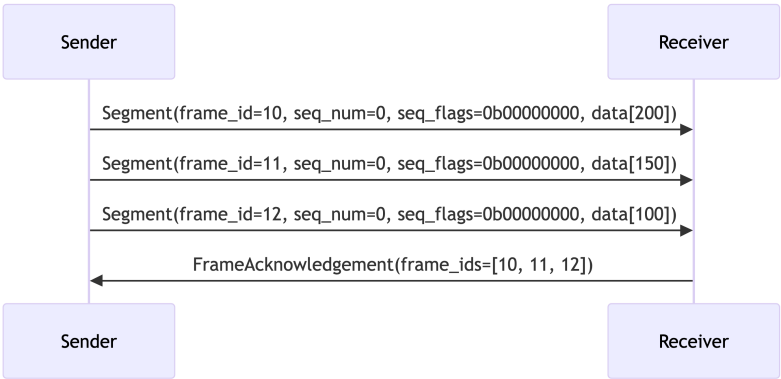 Sender Receiver
Segment(frame_id=10, seq_num=0, seq_flags=0b00000000, data[200])
Segment(frame_id=11, seq_num=0, seq_flags=0b00000000, data[150])
Segment(frame_id=12, seq_num=0, seq_flags=0b00000000, data[100])
FrameAcknowledgement(frame_ids=[10, 11, 12])
Sender Receiver